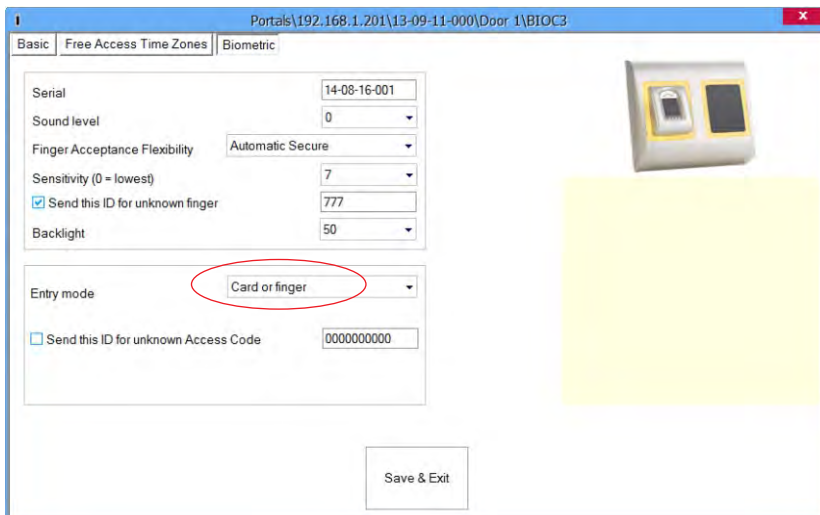 Portals\192.168.1.201\13-09-11-000\Door 1\BIOC3
x
Basic Free Access Time Zones Biometric
Serial 14-08-16-001
Sound level 0
Finger Acceptance Flexibility Automatic Secure
Sensitivity (0 = lowest) 7
Send this ID for unknown finger 777
Backlight 50
Entry mode Card or finger
Send this ID for unknown Access Code 0000000000
Save & Exit